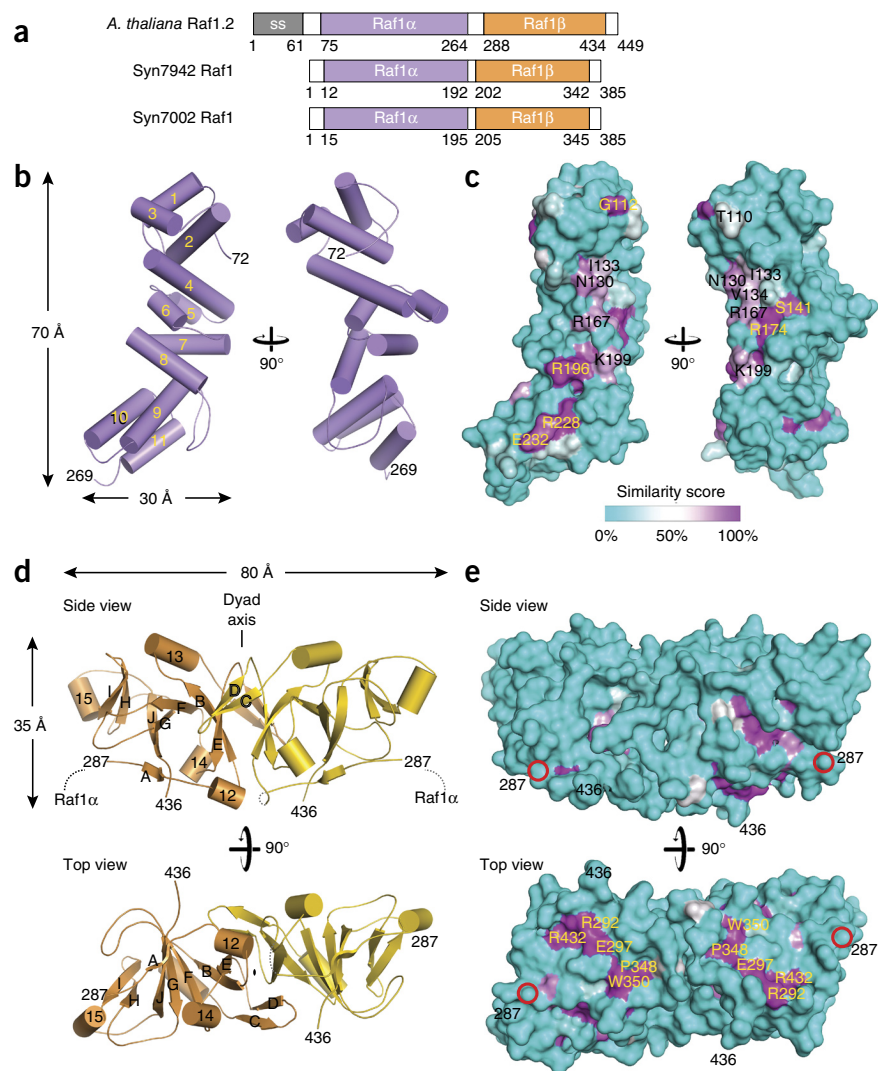 a
A. thaliana Raf1.2
ss
Raf1α
Raf1β
1 61 75 264 288 434 449
Syn7942 Raf1
Raf1α
Raf1β
1 12 192 202 342 385
Syn7002 Raf1
Raf1α
Raf1β
1 15 195 205 345 385
b
70 Å
1
3
2
72
4
6 5
7
8
10
9
11
269
30 Å
90°
72
269
c
G112
I133
N130
R167
R196
K199
R228
E232
90°
T110
N130 I133
V134
S141
R167
R174
K199
Similarity score
0% 50% 100%
d
80 Å
Side view
Dyad axis
35 Å
13
15
I
H
J
G
F
B
D
C
E
14
287
A
12
436
436
287
Raf1α
Raf1α
90°
Top view
436
12
287
A
B
E
I
H
J
G
F
D
C
15
14
287
436
e
Side view
287
436
287
436
90°
Top view
436
R292
R432
E297
P348
W350
W350
P348
E297
R432
R292
287
287
436